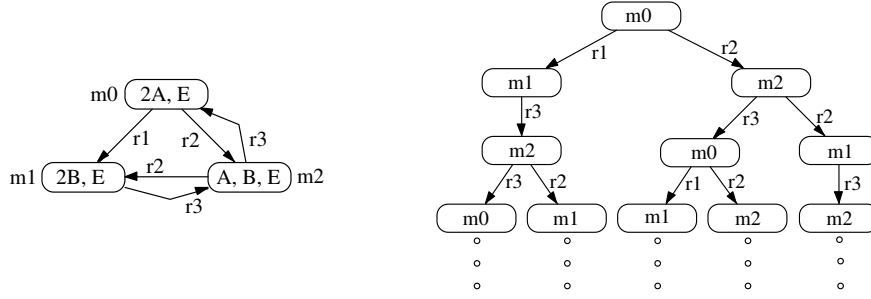 m0 2A, E
r1 r2 r3
m1 2B, E r2 A, B, E m2
r3
m0
r1 r2
m1 m2
r3 r3 r2
m2 m0 m1
r3 r2 r1 r2 r3
m0 m1 m1 m2 m2